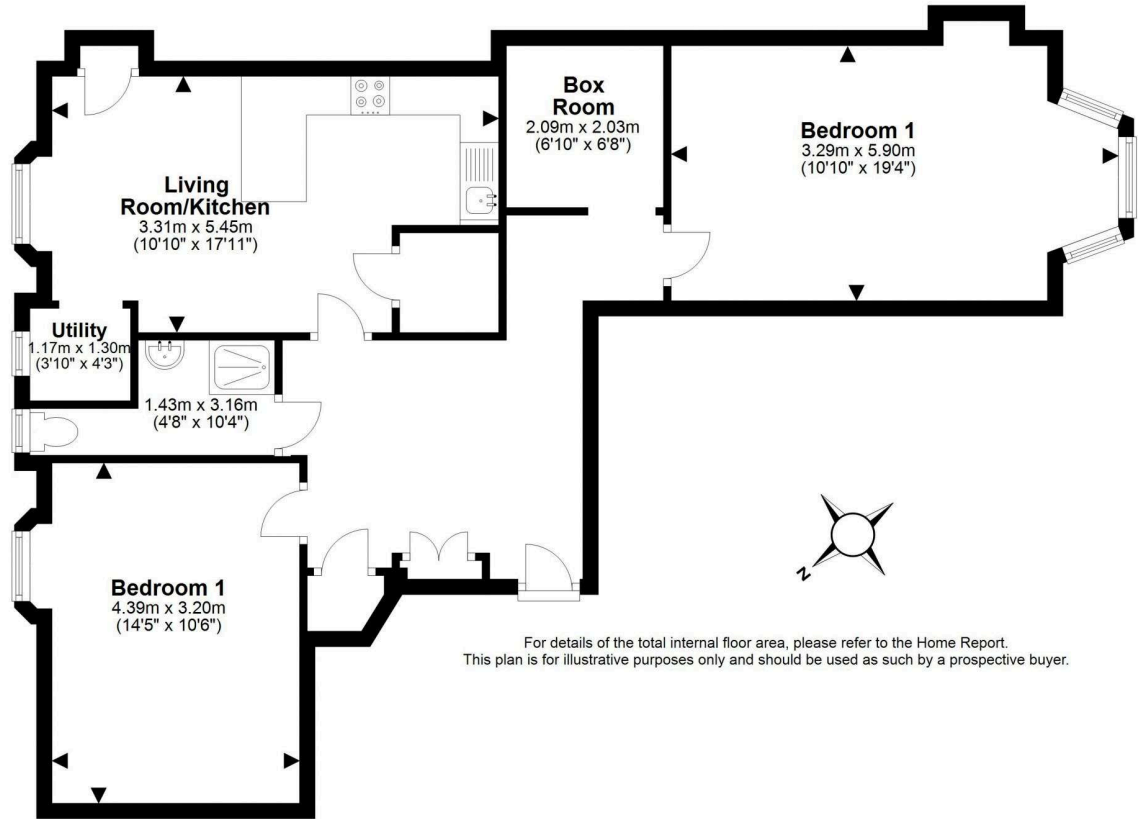 Living
Room/Kitchen
3.31m x 5.45m
(10'10" x 17'11")
Box
Room
2.09m x 2.03m
(6'10" x 6'8")
Bedroom 1
3.29m x 5.90m
(10'10" x 19'4")
Utility
1.17m x 1.30m
(3'10" x 4'3")
1.43m x 3.16m
(4'8" x 10'4")
Bedroom 1
4.39m x 3.20m
(14'5" x 10'6")
N
For details of the total internal floor area, please refer to the Home Report.
This plan is for illustrative purposes only and should be used as such by a prospective buyer.